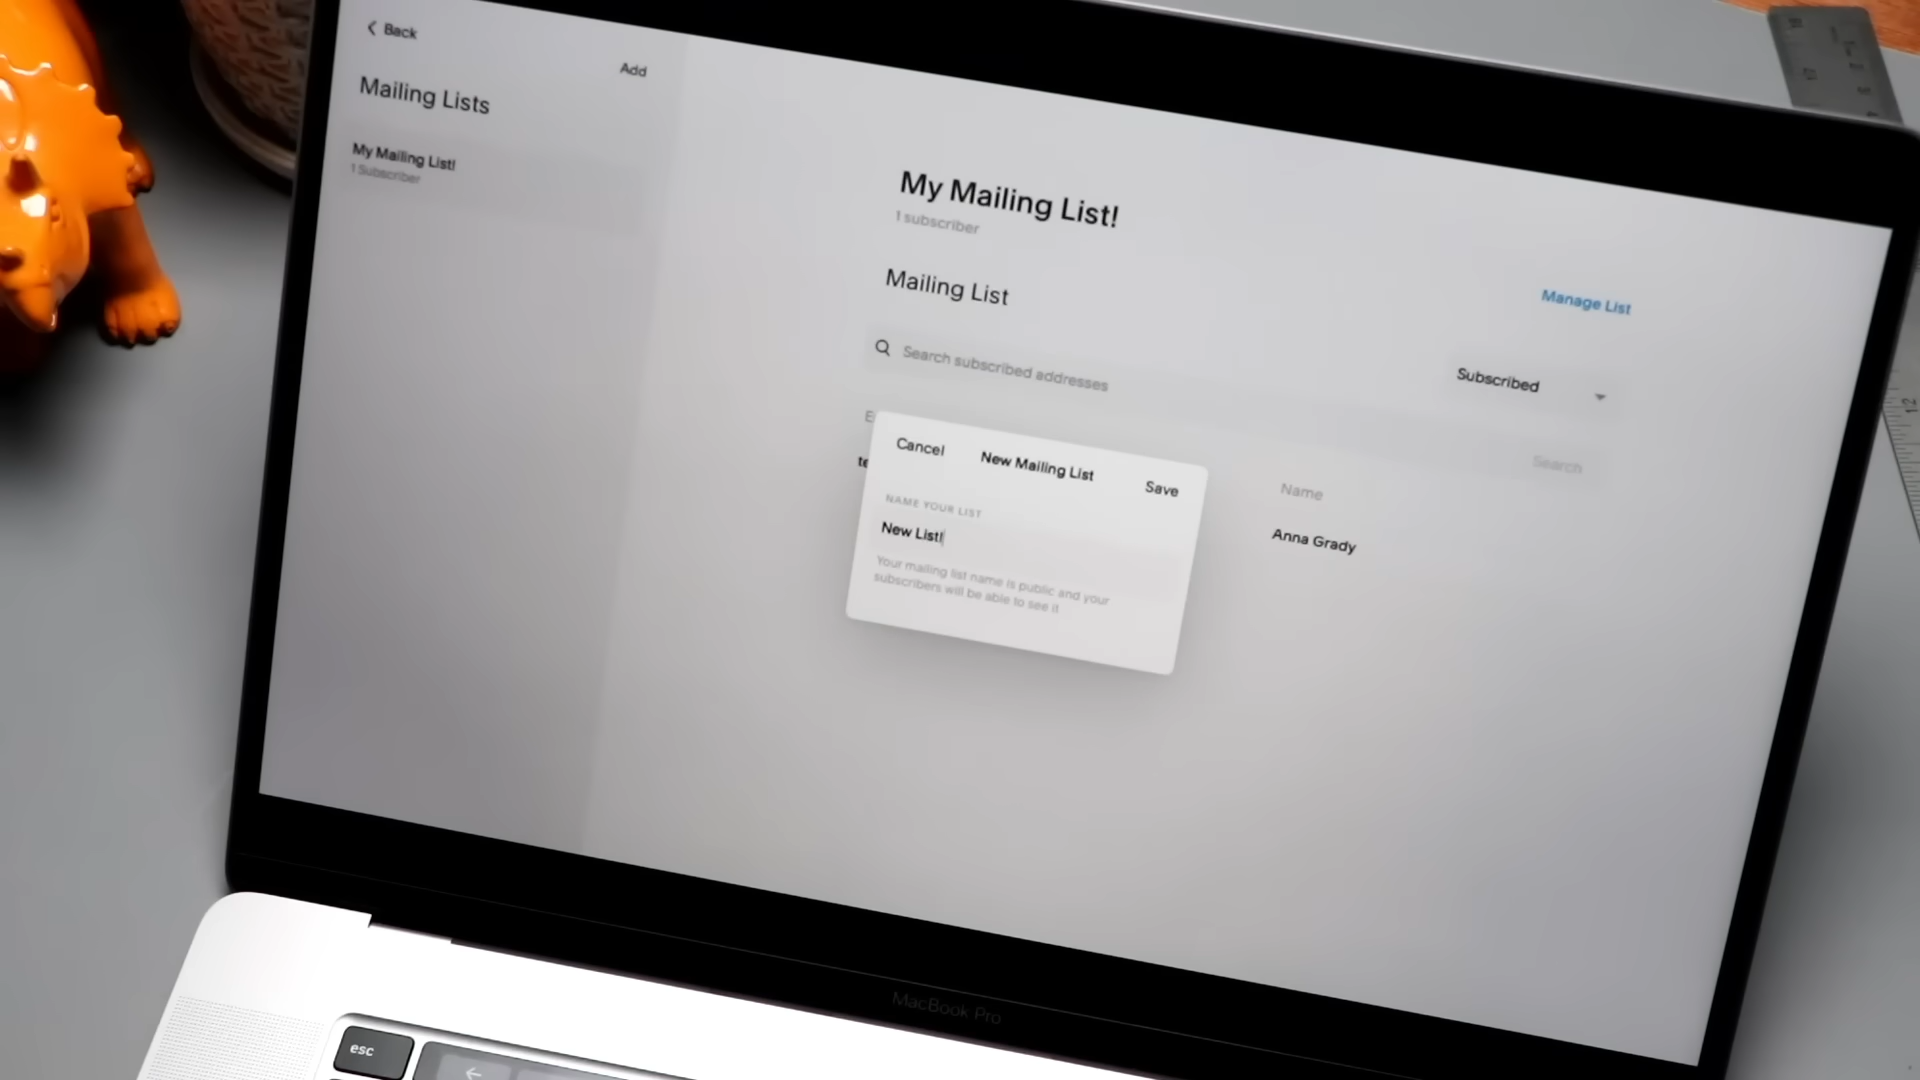 Back
Add
Mailing Lists
My Mailing List!
1 Subscriber
My Mailing List!
1 subscriber
Mailing List
Manage List
Search subscribed addresses
Subscribed
Search
Cancel
New Mailing List
Save
Name
NAME YOUR LIST
New List!
Anna Grady
Your mailing list name is public and your
subscribers will be able to see it
MacBook Pro
esc
12